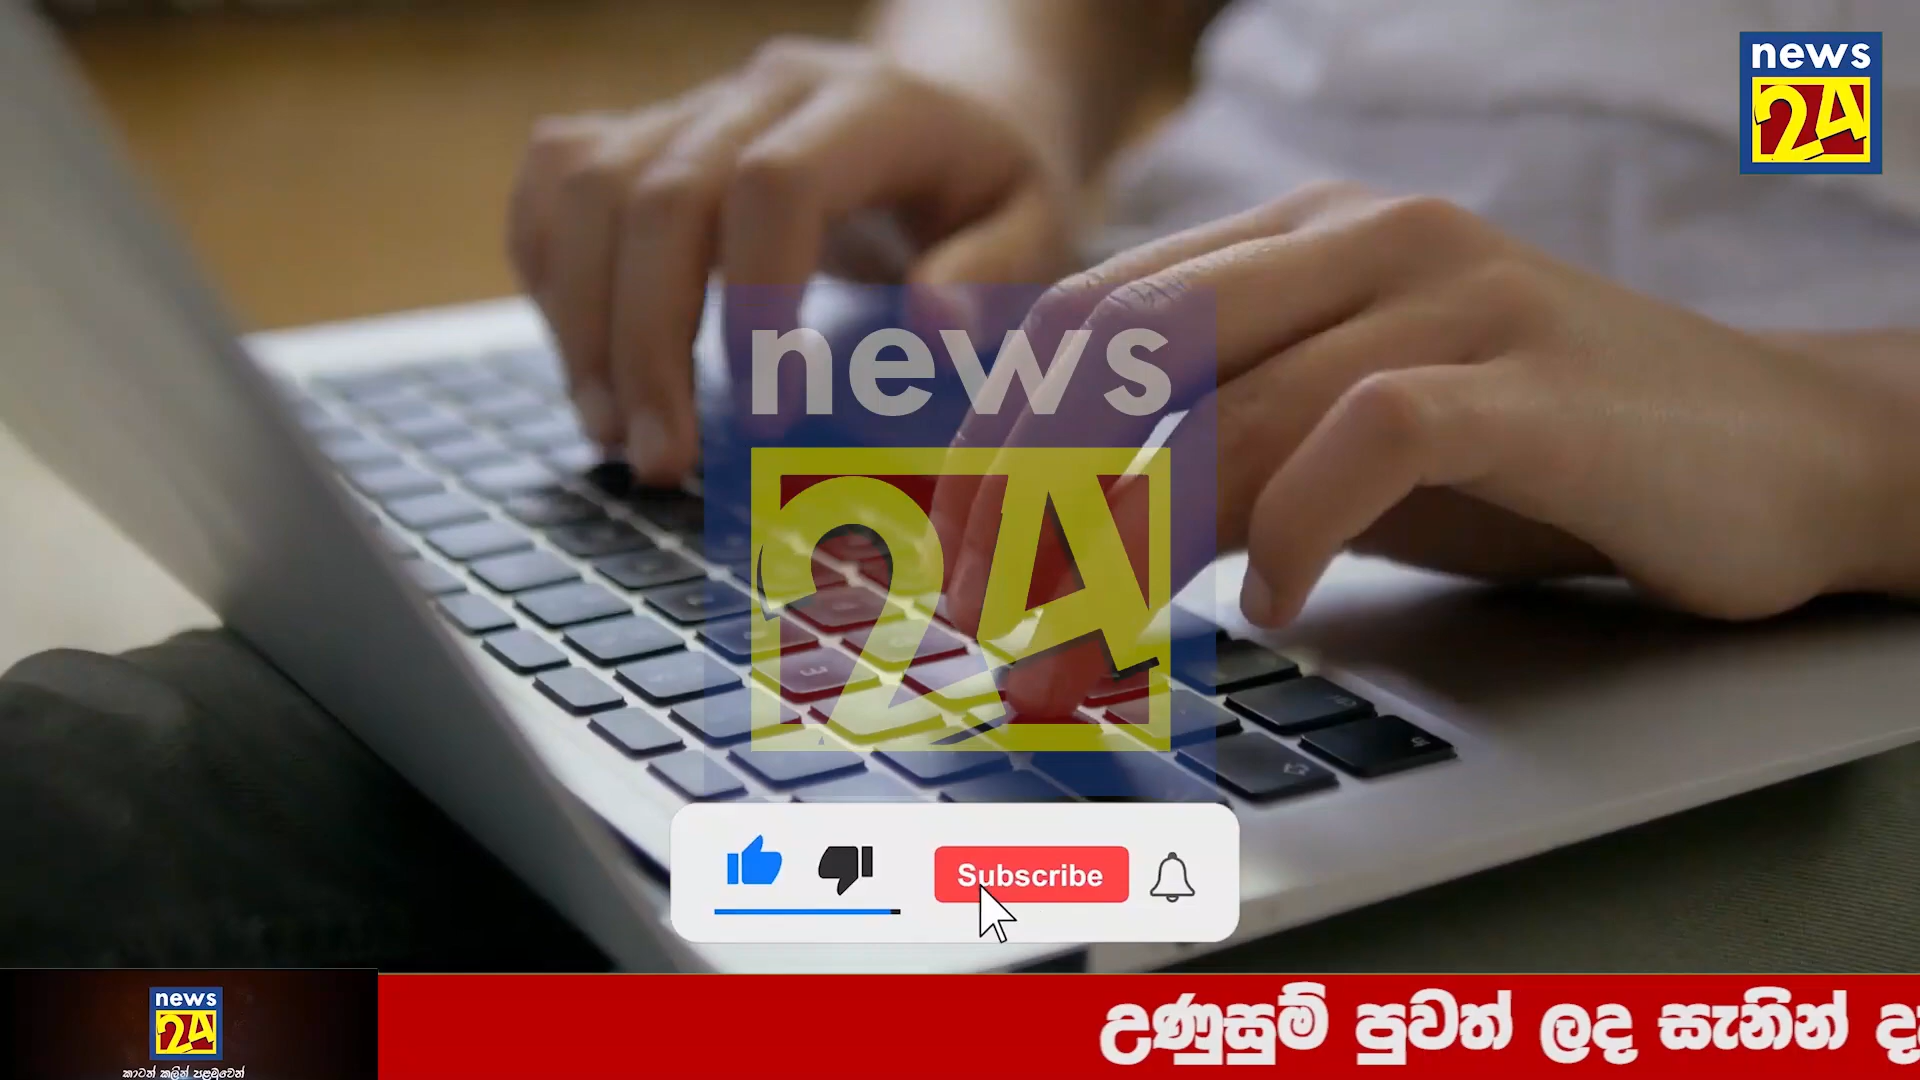 news
24
news
24
Subscribe
news
24
කාටත් කලින් පළමුවෙන්
උණුසුම් පුවත් ලද සැනින්